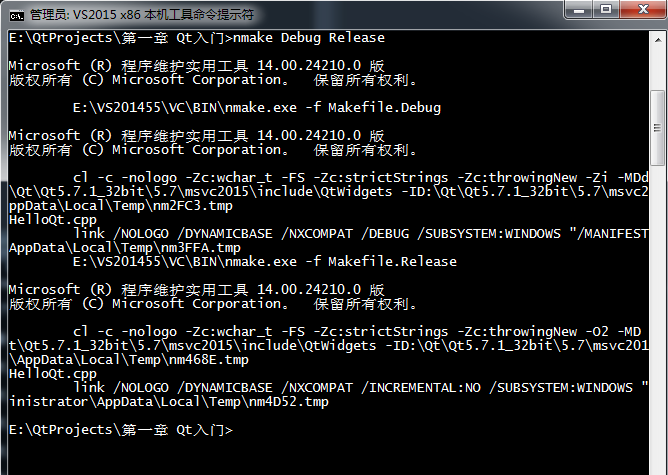 管理员: VS2015 x86 本机工具命令提示符
E:\QtProjects\第一章 Qt入门>nmake Debug Release
Microsoft (R) 程序维护实用工具 14.00.24210.0 版
版权所有 (C) Microsoft Corporation。  保留所有权利。
E:\VS201455\VC\BIN\nmake.exe -f Makefile.Debug
Microsoft (R) 程序维护实用工具 14.00.24210.0 版
版权所有 (C) Microsoft Corporation。  保留所有权利。
cl -c -nologo -Zc:wchar_t -FS -Zc:strictStrings -Zc:throwingNew -Zi -MDd
\Qt\Qt5.7.1_32bit\5.7\msvc2015\include\QtWidgets -ID:\Qt\Qt5.7.1_32bit\5.7\msvc2
ppData\Local\Temp\nm2FC3.tmp
HelloQt.cpp
link /NOLOGO /DYNAMICBASE /NXCOMPAT /DEBUG /SUBSYSTEM:WINDOWS "/MANIFEST
AppData\Local\Temp\nm3FFA.tmp
E:\VS201455\VC\BIN\nmake.exe -f Makefile.Release
Microsoft (R) 程序维护实用工具 14.00.24210.0 版
版权所有 (C) Microsoft Corporation。  保留所有权利。
cl -c -nologo -Zc:wchar_t -FS -Zc:strictStrings -Zc:throwingNew -O2 -MD
t\Qt5.7.1_32bit\5.7\msvc2015\include\QtWidgets -ID:\Qt\Qt5.7.1_32bit\5.7\msvc201
\AppData\Local\Temp\nm468E.tmp
HelloQt.cpp
link /NOLOGO /DYNAMICBASE /NXCOMPAT /INCREMENTAL:NO /SUBSYSTEM:WINDOWS "
inistrator\AppData\Local\Temp\nm4D52.tmp
E:\QtProjects\第一章 Qt入门>